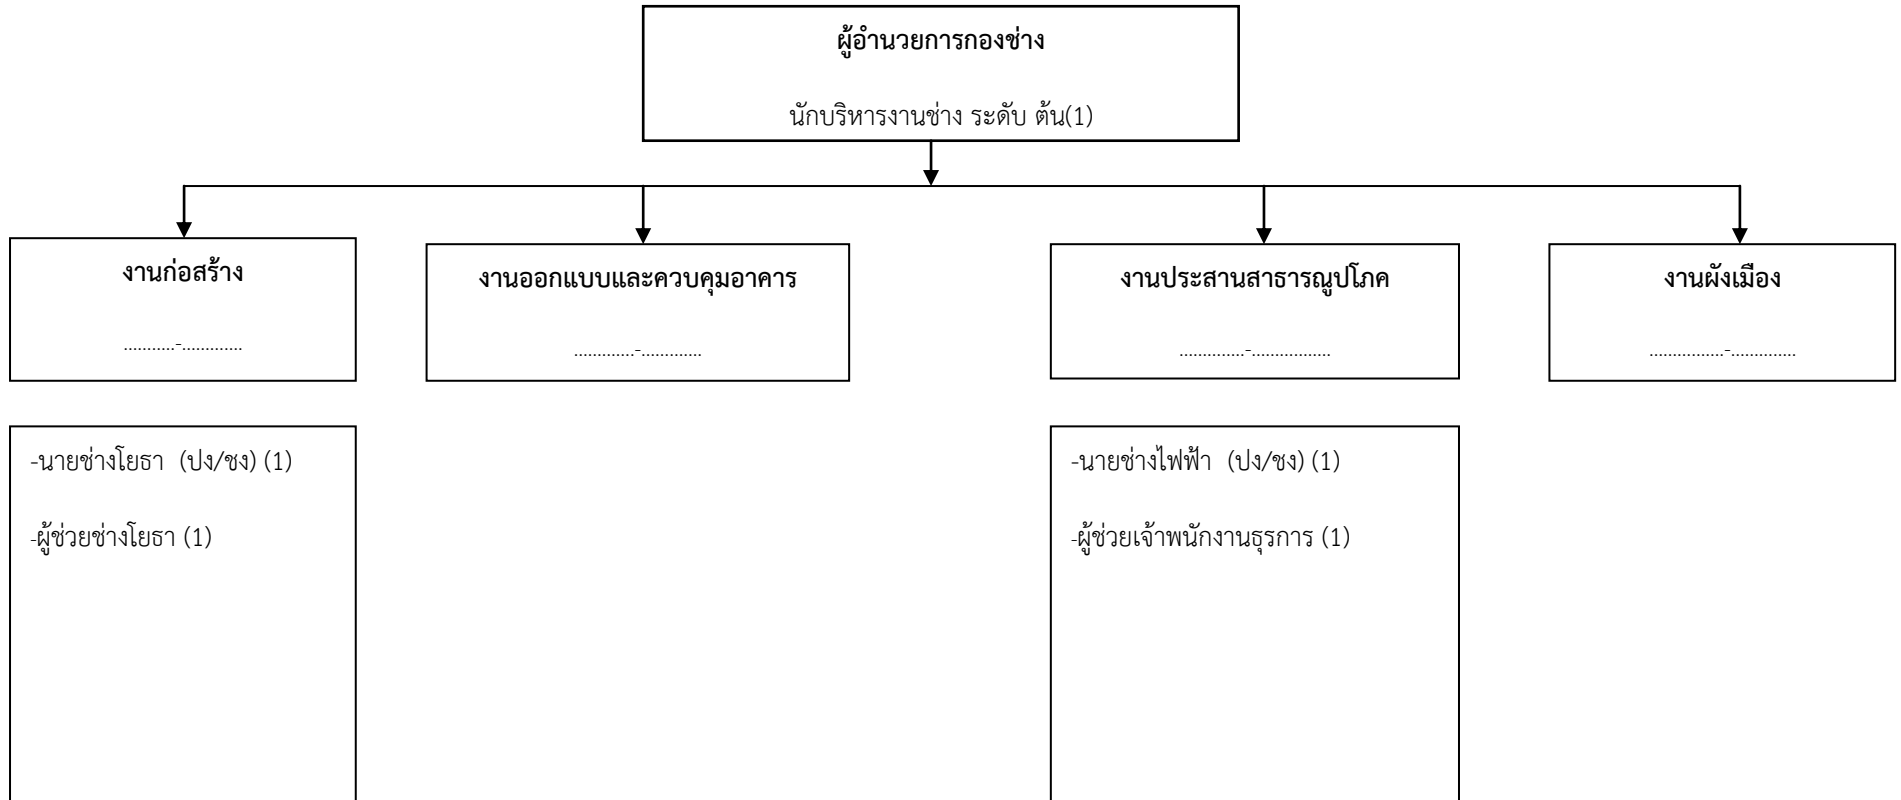 ผู้อำนวยการกองช่าง
นักบริหารงานช่าง ระดับ ต้น(1)
งานก่อสร้าง
...........-.............
งานออกแบบและควบคุมอาคาร
.............-.............
งานประสานสาธารณูปโภค
..............-.................
งานผังเมือง
................-..............
-นายช่างโยธา (ปง/ชง) (1)
-ผู้ช่วยช่างโยธา (1)
-นายช่างไฟฟ้า (ปง/ชง) (1)
-ผู้ช่วยเจ้าพนักงานธุรการ (1)